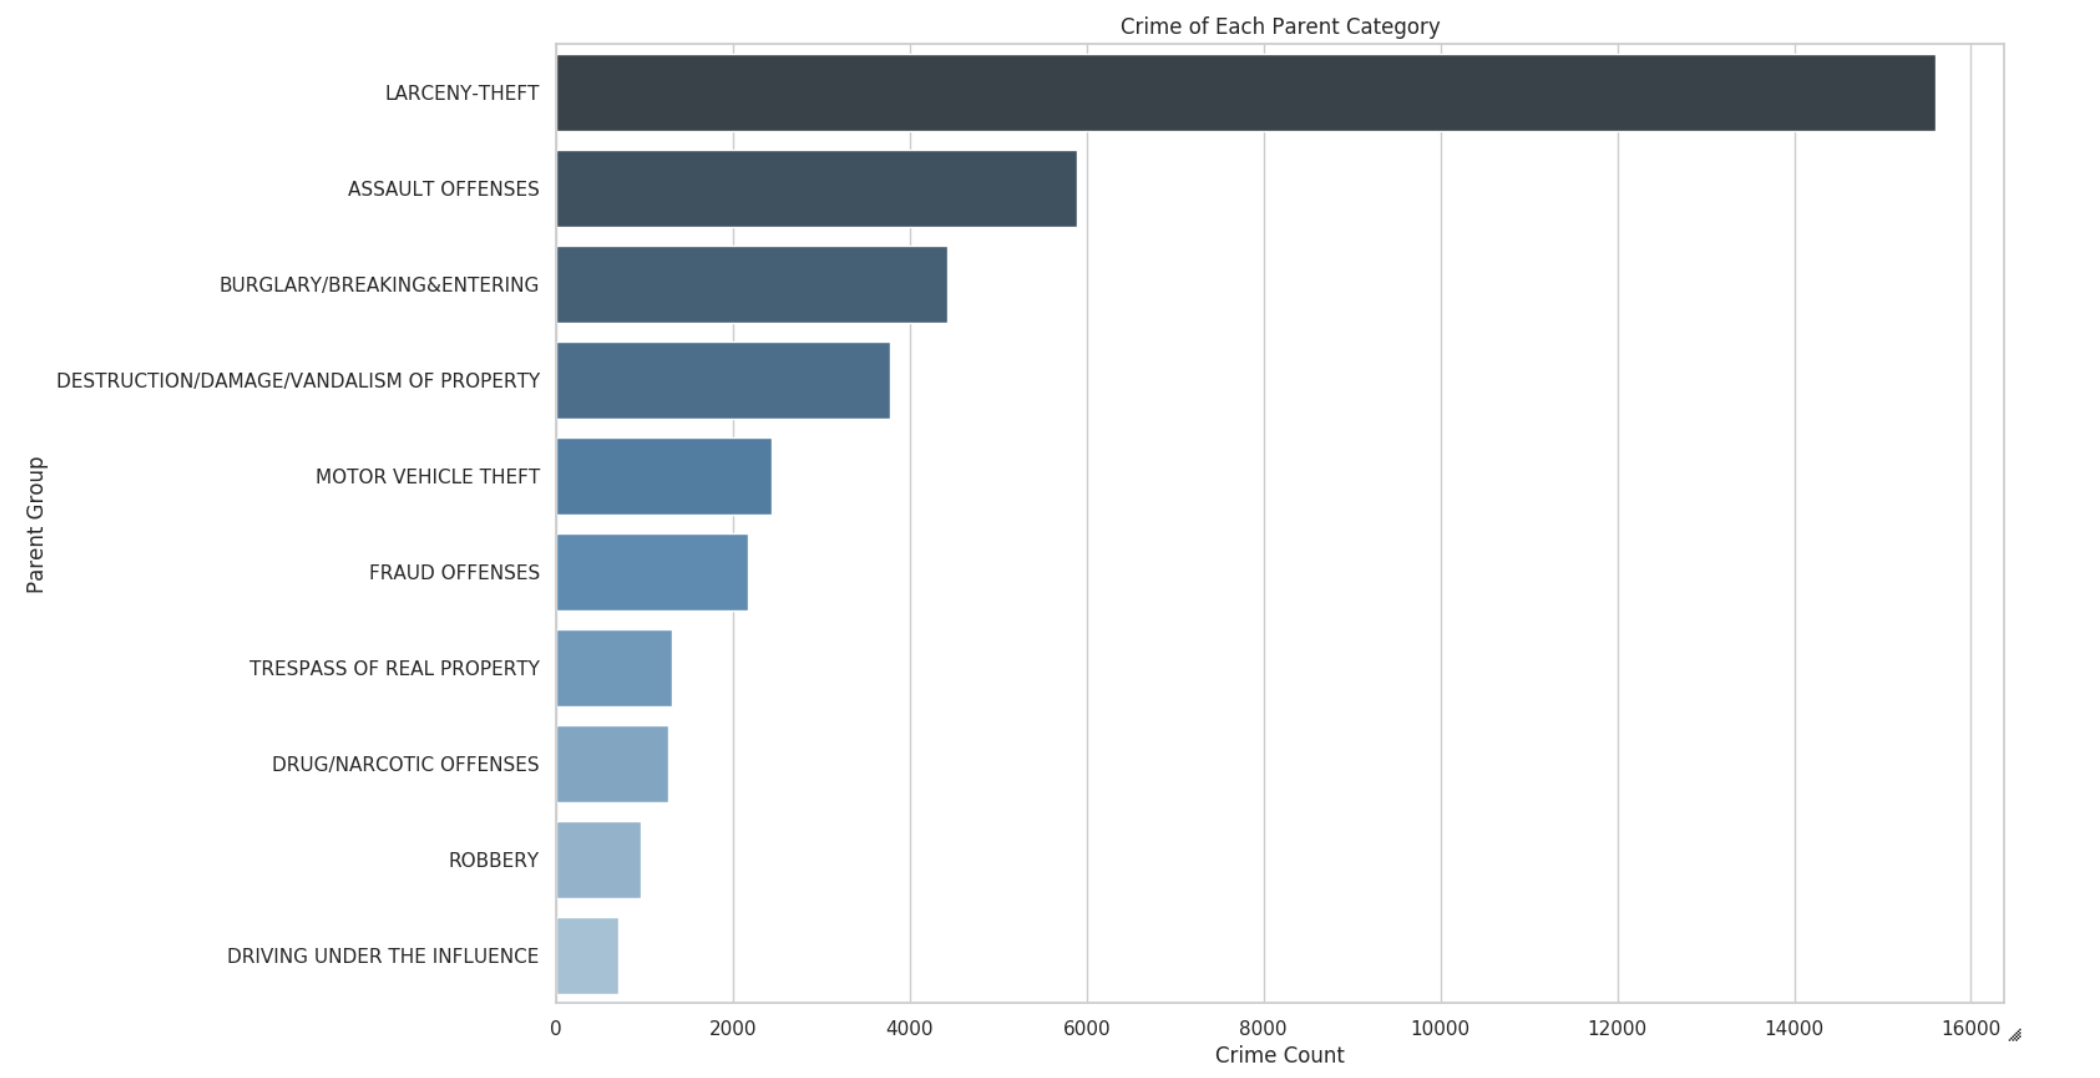 Crime of Each Parent Category
LARCENY-THEFT
ASSAULT OFFENSES
BURGLARY/BREAKING&ENTERING
DESTRUCTION/DAMAGE/VANDALISM OF PROPERTY
MOTOR VEHICLE THEFT
FRAUD OFFENSES
TRESPASS OF REAL PROPERTY
DRUG/NARCOTIC OFFENSES
ROBBERY
DRIVING UNDER THE INFLUENCE
Parent Group
0 2000 4000 6000 8000 10000 12000 14000 16000
Crime Count